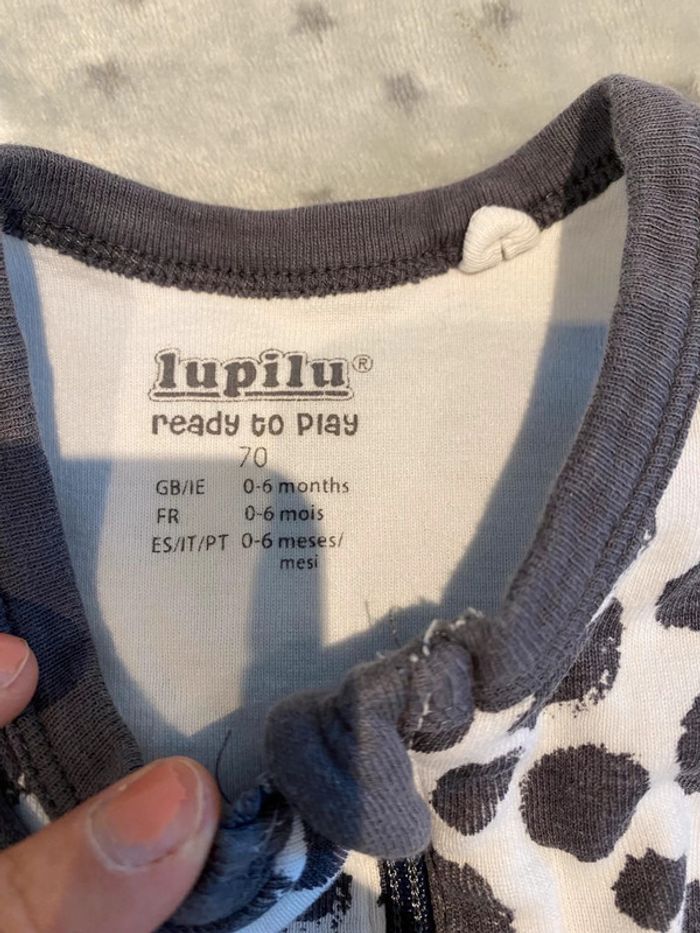 lupilu®
ready to play
70
GB/IE 0-6 months
FR 0-6 mois
ES/IT/PT 0-6 meses/
mesi